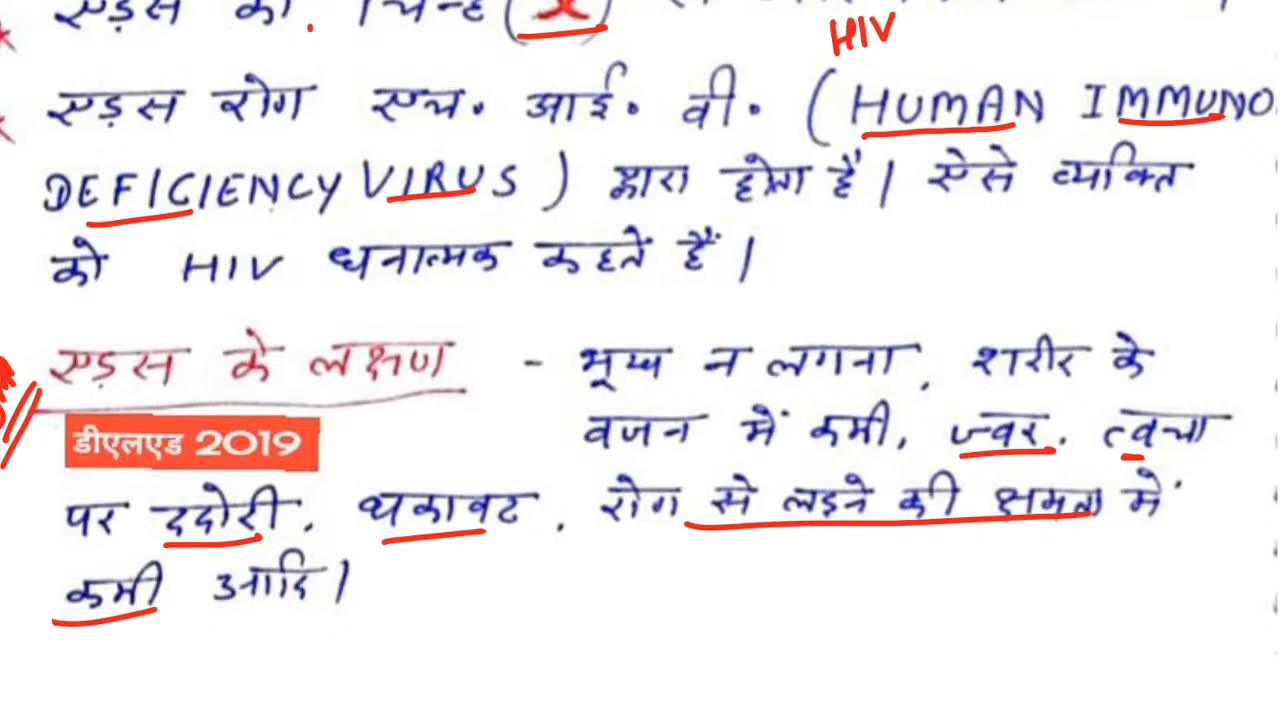 एड्स का चिन्ह (
HIV
एड्स रोग एच. आई. वी. (HUMAN IMMUNO
DEFICIENCY VIRUS) द्वारा होता है। ऐसे व्यक्ति
को HIV धनात्मक कहते हैं।
एड्स के लक्षण - भूख न लगना, शरीर के
डीएलएड 2019
वजन में कमी, ज्वर, त्वचा
पर ददोरी, थकावट, रोग से लड़ने की क्षमता में
कमी आदि।